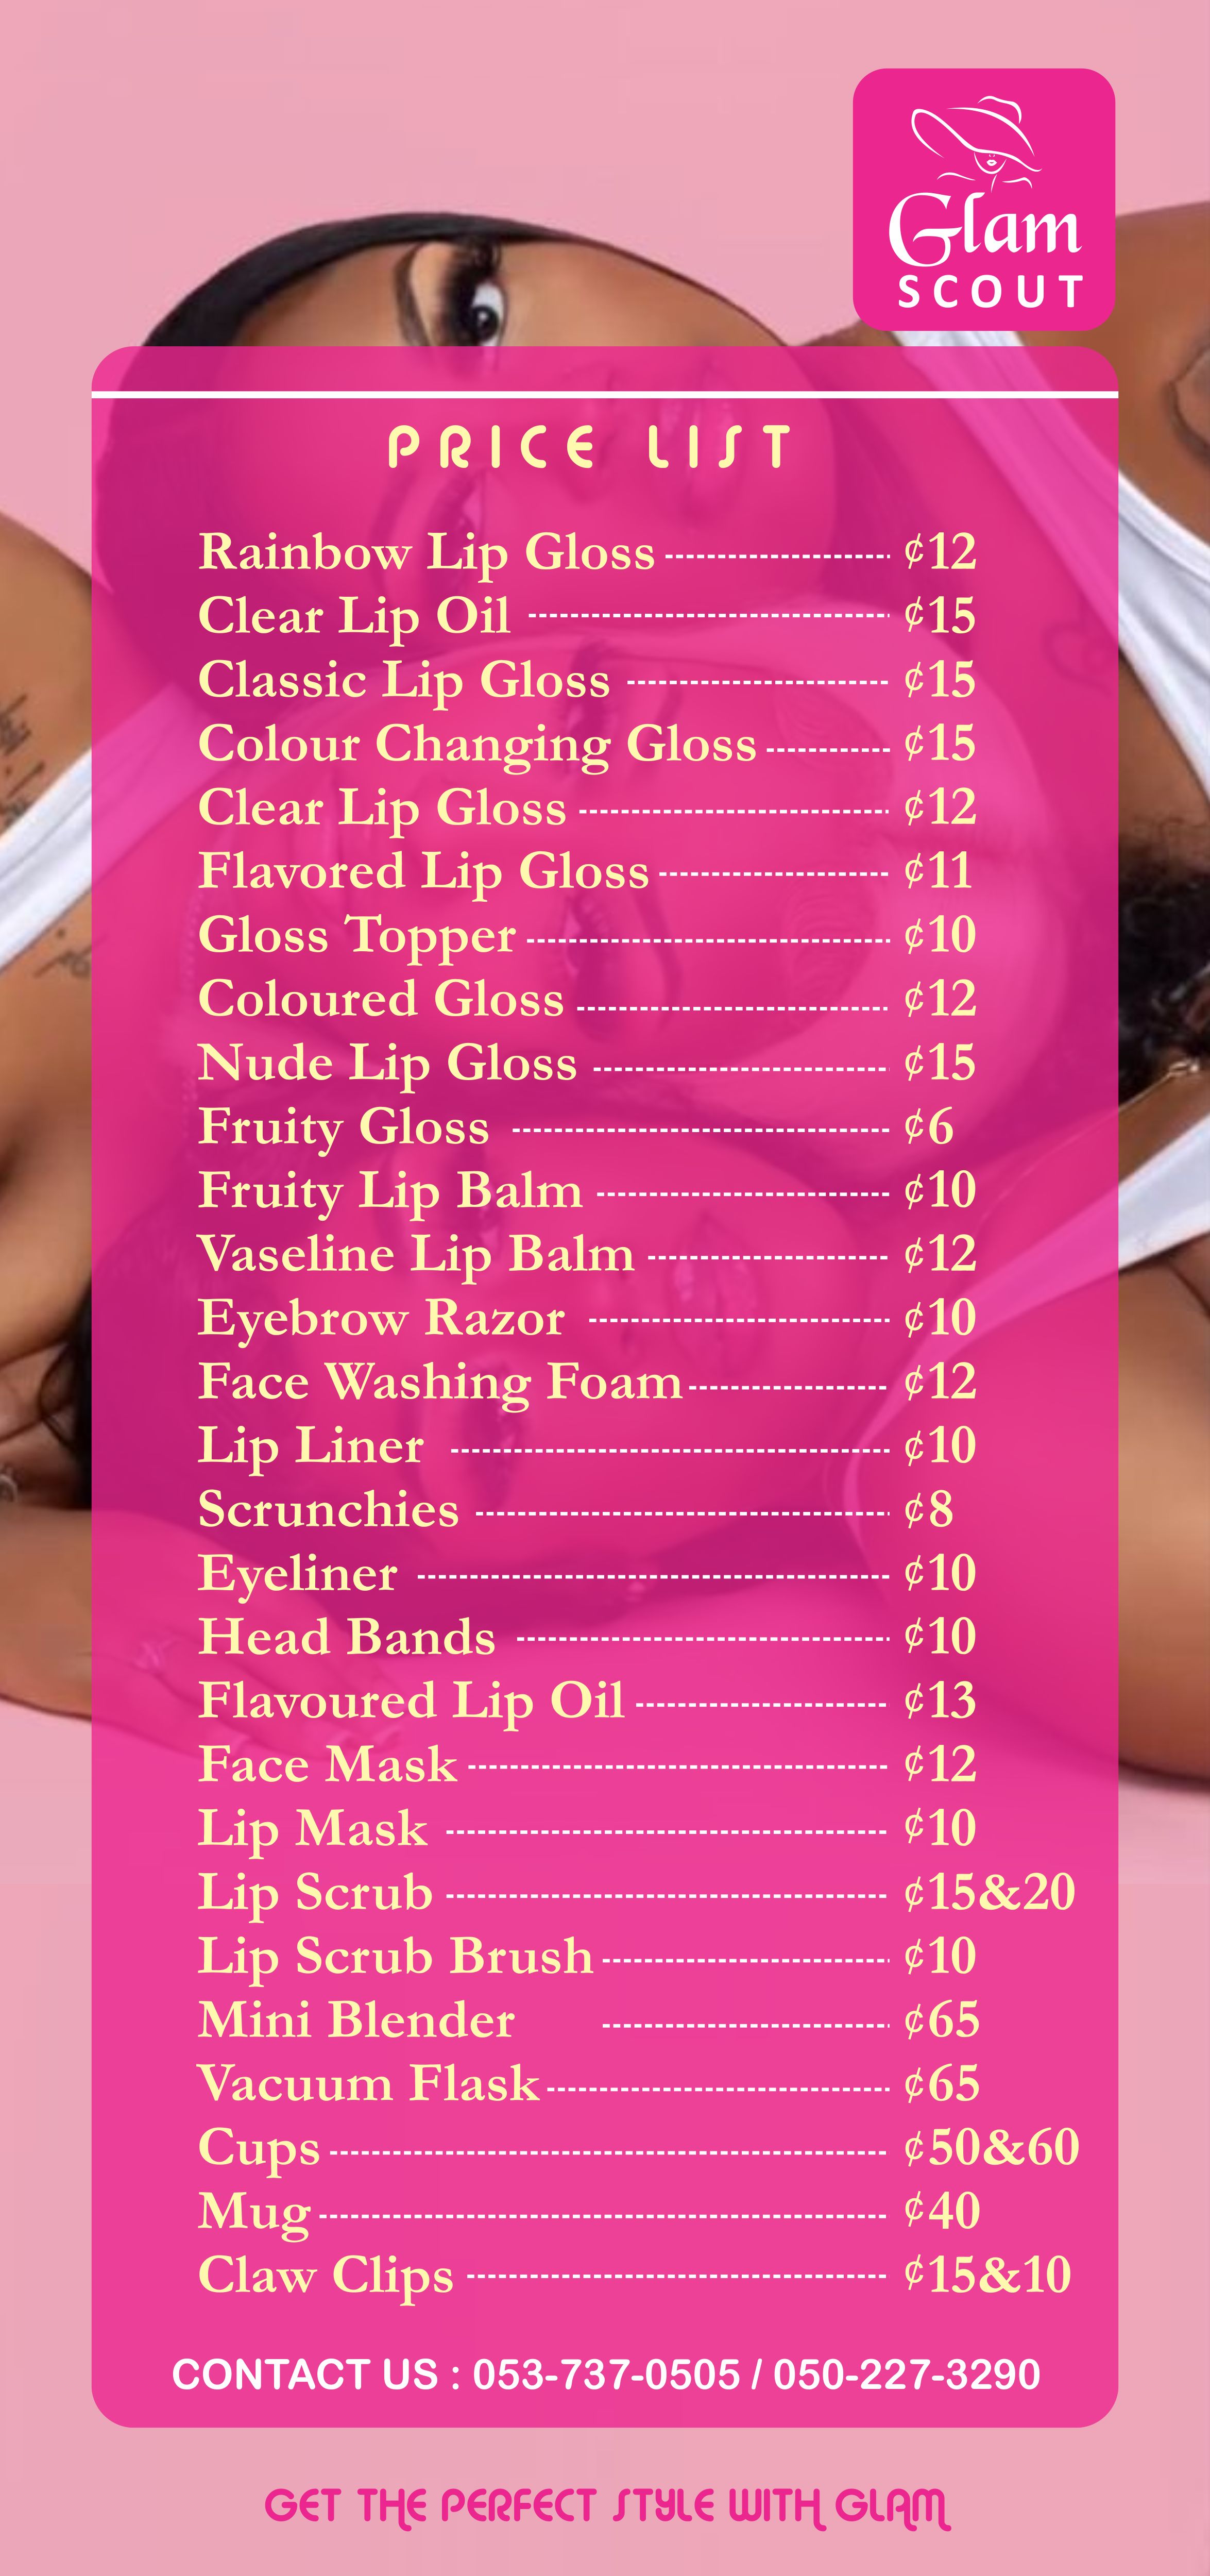 Glam
SCOUT
PRICE LIST
Rainbow Lip Gloss ---------------------- ¢12
Clear Lip Oil ----------------------------------- ¢15
Classic Lip Gloss ------------------------- ¢15
Colour Changing Gloss ------------ ¢15
Clear Lip Gloss ------------------------------ ¢12
Flavored Lip Gloss ---------------------- ¢11
Gloss Topper ----------------------------------- ¢10
Coloured Gloss ------------------------------ ¢12
Nude Lip Gloss ----------------------------- ¢15
Fruity Gloss ------------------------------------ ¢6
Fruity Lip Balm ---------------------------- ¢10
Vaseline Lip Balm ----------------------- ¢12
Eyebrow Razor ----------------------------- ¢10
Face Washing Foam ------------------- ¢12
Lip Liner ------------------------------------------ ¢10
Scrunchies ---------------------------------------- ¢8
Eyeliner --------------------------------------------- ¢10
Head Bands ------------------------------------ ¢10
Flavoured Lip Oil ------------------------ ¢13
Face Mask ---------------------------------------- ¢12
Lip Mask ------------------------------------------ ¢10
Lip Scrub ------------------------------------------ ¢15&20
Lip Scrub Brush ---------------------------- ¢10
Mini Blender ---------------------------- ¢65
Vacuum Flask --------------------------------- ¢65
Cups ----------------------------------------------------- ¢50&60
Mug ------------------------------------------------------ ¢40
Claw Clips ---------------------------------------- ¢15&10
CONTACT US : 053-737-0505 / 050-227-3290
GET THE PERFECT STYLE WITH GLAM